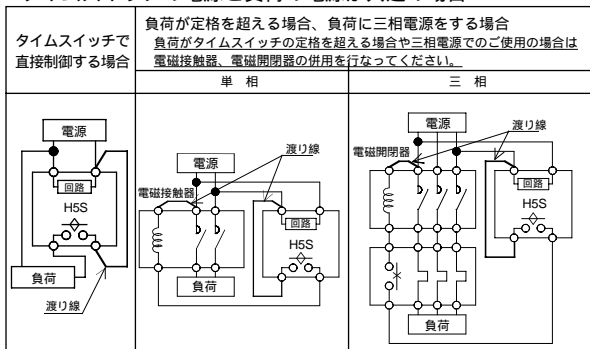 タイムスイッチで
直接制御する場合
負荷が定格を超える場合、負荷に三相電源をする場合
負荷がタイムスイッチの定格を超える場合や三相電源でのご使用の場合は
電磁接触器、電磁開閉器の併用を行なってください。
単 相
三 相
電源
回路
H5S
負荷
渡り線
渡り線
電源
電磁接触器
回路
H5S
負荷
電源
渡り線
電磁開閉器
回路
H5S
負荷